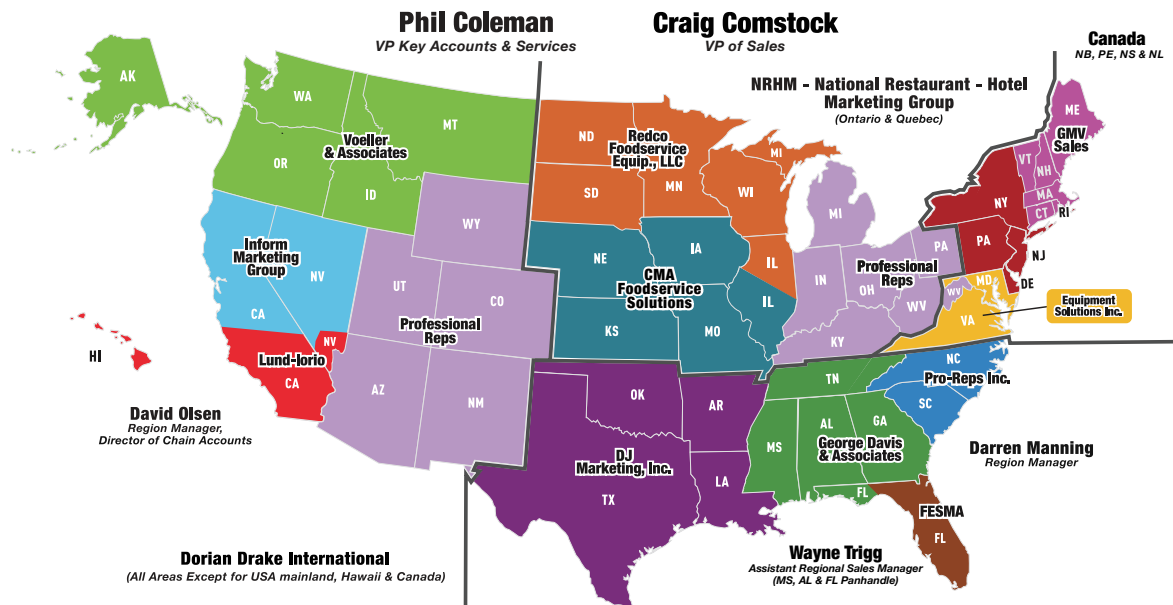 Phil Coleman
VP Key Accounts & Services
Craig Comstock
VP of Sales
Canada
NB, PE, NS & NL
NRHM - National Restaurant - Hotel
Marketing Group
(Ontario & Quebec)
AK
WA
MT
OR
ID
Voeller
& Associates
ND
SD
MN
WI
MI
IL
Redco
Foodservice
Equip., LLC
ME
VT
NH
MA
CT
RI
GMV
Sales
NY
PA
NJ
DE
WY
UT
CO
AZ
NM
Professional
Reps
Inform
Marketing
Group
NV
CA
NE
IA
KS
MO
IL
CMA
Foodservice
Solutions
MI
IN
OH
PA
WV
KY
Professional
Reps
WV
MD
VA
Equipment
Solutions Inc.
HI
NV
CA
Lund-Iorio
David Olsen
Region Manager,
Director of Chain Accounts
OK
AR
TX
LA
DJ
Marketing, Inc.
TN
MS
AL
GA
FL
George Davis
& Associates
NC
SC
Pro-Reps Inc.
Darren Manning
Region Manager
FESMA
FL
Dorian Drake International
(All Areas Except for USA mainland, Hawaii & Canada)
Wayne Trigg
Assistant Regional Sales Manager
(MS, AL & FL Panhandle)